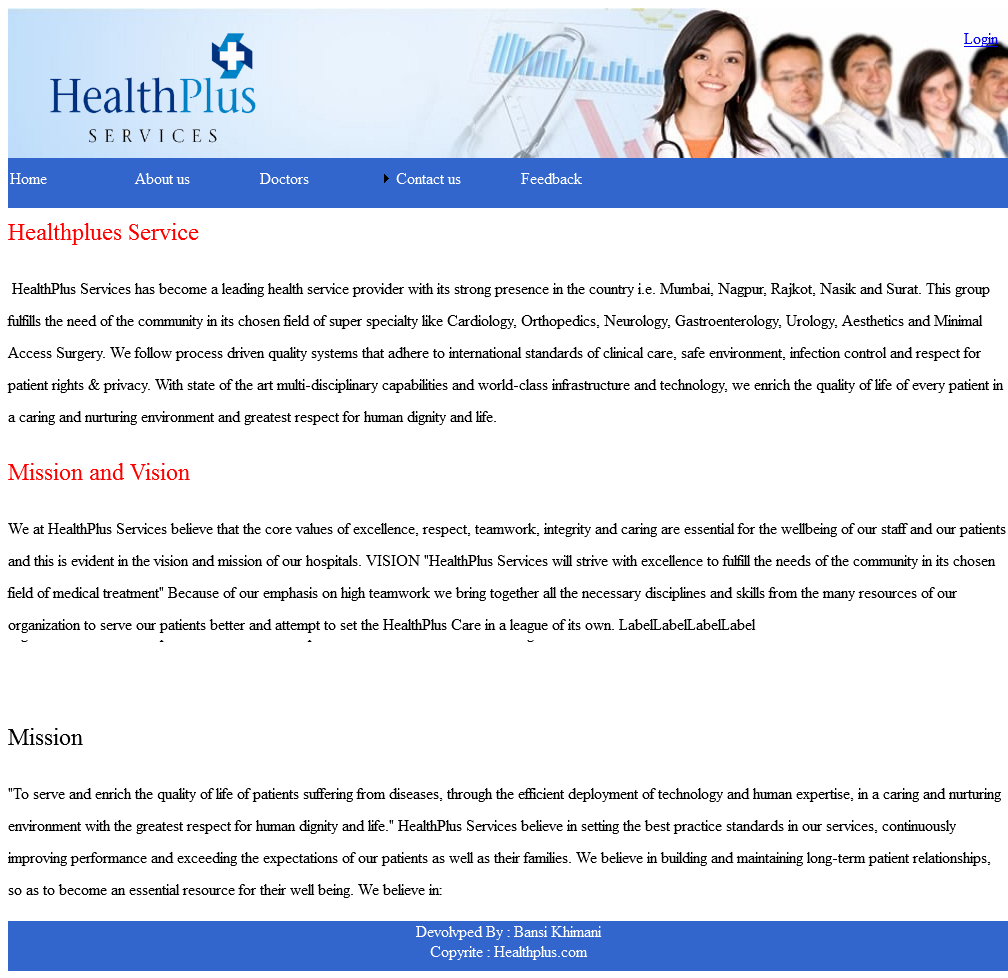 Login
HealthPlus
SERVICES
Home About us Doctors Contact us Feedback
Healthplues Service
HealthPlus Services has become a leading health service provider with its strong presence in the country i.e. Mumbai, Nagpur, Rajkot, Nasik and Surat. This group
fulfills the need of the community in its chosen field of super specialty like Cardiology, Orthopedics, Neurology, Gastroenterology, Urology, Aesthetics and Minimal
Access Surgery. We follow process driven quality systems that adhere to international standards of clinical care, safe environment, infection control and respect for
patient rights & privacy. With state of the art multi-disciplinary capabilities and world-class infrastructure and technology, we enrich the quality of life of every patient in
a caring and nurturing environment and greatest respect for human dignity and life.
Mission and Vision
We at HealthPlus Services believe that the core values of excellence, respect, teamwork, integrity and caring are essential for the wellbeing of our staff and our patients
and this is evident in the vision and mission of our hospitals. VISION "HealthPlus Services will strive with excellence to fulfill the needs of the community in its chosen
field of medical treatment" Because of our emphasis on high teamwork we bring together all the necessary disciplines and skills from the many resources of our
organization to serve our patients better and attempt to set the HealthPlus Care in a league of its own. LabelLabelLabelLabel
Mission
"To serve and enrich the quality of life of patients suffering from diseases, through the efficient deployment of technology and human expertise, in a caring and nurturing
environment with the greatest respect for human dignity and life." HealthPlus Services believe in setting the best practice standards in our services, continuously
improving performance and exceeding the expectations of our patients as well as their families. We believe in building and maintaining long-term patient relationships,
so as to become an essential resource for their well being. We believe in:
Devolvped By : Bansi Khimani
Copyrite : Healthplus.com